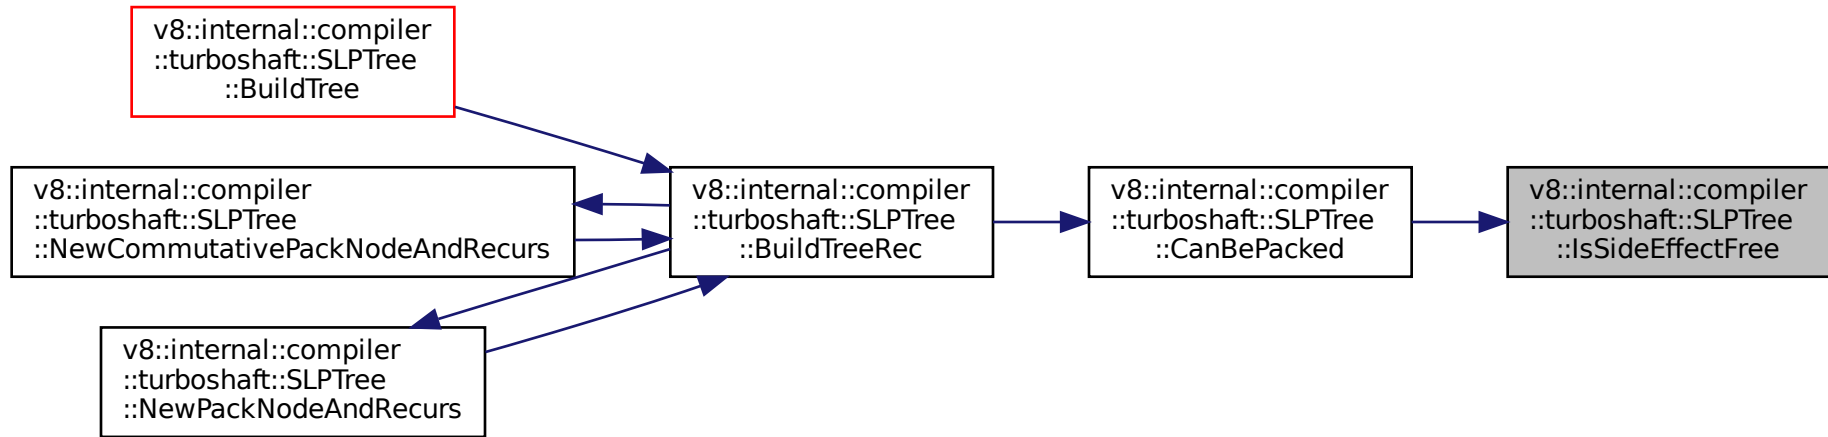 v8::internal::compiler
::turboshaft::SLPTree
::BuildTree
v8::internal::compiler
::turboshaft::SLPTree
::NewCommutativePackNodeAndRecurs
v8::internal::compiler
::turboshaft::SLPTree
::NewPackNodeAndRecurs
v8::internal::compiler
::turboshaft::SLPTree
::BuildTreeRec
v8::internal::compiler
::turboshaft::SLPTree
::CanBePacked
v8::internal::compiler
::turboshaft::SLPTree
::IsSideEffectFree